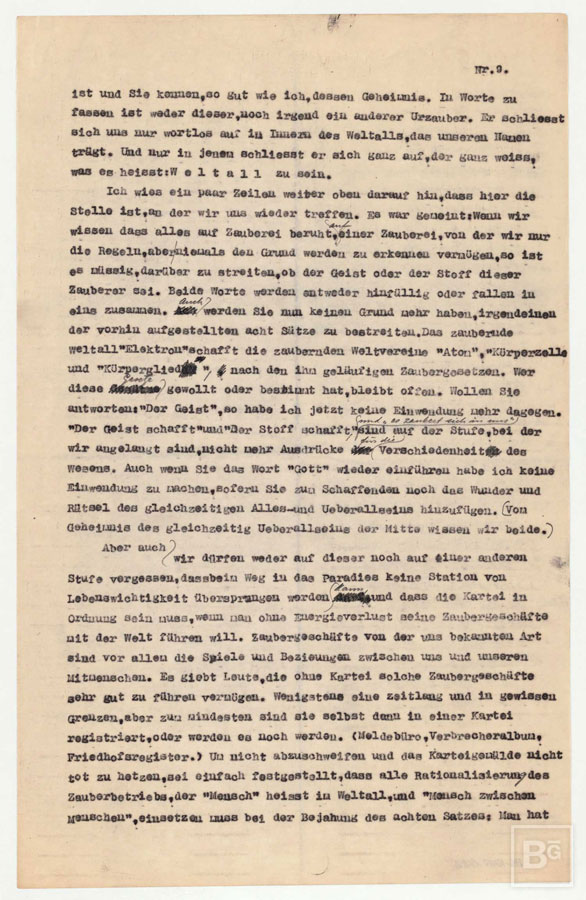 Nr.9.
ist und Sie kennen,so gut wie ich,dessen Geheimnis. In Worte zu
fassen ist weder dieser,noch irgend ein anderer Urzauber. Er schliesst
sich uns nur wortlos auf in Innern des Weltalls,das unseren Namen
trägt. Und nur in jenem schliesst er sich ganz auf,der ganz weiss,
was es heisst:W e l t a l l zu sein.
Ich wies ein paar Zeilen weiter oben darauf hin,dass hier die
Stelle ist,an der wir uns wieder treffen. Es war gemeint:Wenn wir
wissen dass alles auf Zauberei beruht,auf einer Zauberei,von der wir nur
die Regeln,aber niemals den Grund werden zu erkennen vermögen,so ist
es müssig,darüber zu streiten,ob der Geist oder der Stoff dieser
Zauberer sei. Beide Worte werden entweder hinfüllig oder fallen in
eins zusammen. auch werden Sie nun keinen Grund mehr haben,irgendeinen
der vorhin aufgestellten acht Sätze zu bestreiten.Das zaubernde
Weltall"Elektron"schafft die zaubernden Weltvereine "Atom","Körperzelle
und "Körperglied" nach den ihm geläufigen Zaubergesetzen. Wer
diese gewollt oder bestimmt hat,bleibt offen. Wollen Sie
antworten:"Der Geist",so habe ich jetzt keine Einwendung mehr dagegen.
"Der Geist schafft"und"Der Stoff schafft" und "es zaubert sich in uns" sind auf der Stufe,bei der
wir angelangt sind,nicht mehr Ausdrücke für die Verschiedenheit des
Wesens. Auch wenn Sie das Wort "Gott" wieder einführen habe ich keine
Einwendung zu machen,sofern Sie zum Schaffenden noch das Wunder und
Rätsel des gleichzeitigen Alles-und Ueberallseins hinzufügen. (Vom
Geheimnis des gleichzeitig Ueberallseins der Mitte wissen wir beide.)
Aber auch wir dürfen weder auf dieser noch auf einer anderen
Stufe vergessen,dassbeim Weg in das Paradies keine Station von
Lebenswichtigkeit übersprungen werden kann,und dass die Kartei in
Ordnung sein muss,wenn man ohne Energieverlust seine Zaubergeschäfte
mit der Welt führen will. Zaubergeschäfte von der uns bekannten Art
sind vor allem die Spiele und Bezieungen zwischen uns und unseren
Mitmenschen. Es giebt Leute,die ohne Kartei solche Zaubergeschäfte
sehr gut zu führen vermögen. Wenigstens eine zeitlang und in gewissen
Grenzen,aber zum mindesten sind sie selbst dann in einer Kartei
registriert,oder werden es noch werden. (Meldebüro,Verbrecheralbum,
Friedhofsregister.) Um nicht abzuschweifen und das Karteigemälde nicht
tot zu hetzen,sei einfach festgestellt,dass alle Rationalisierung des
Zauberbetriebs,der "Mensch" heisst im Weltall,und "Mensch zwischen
Menschen",einsetzen muss bei der Bejahung des achten Satzes: Man hat
BG